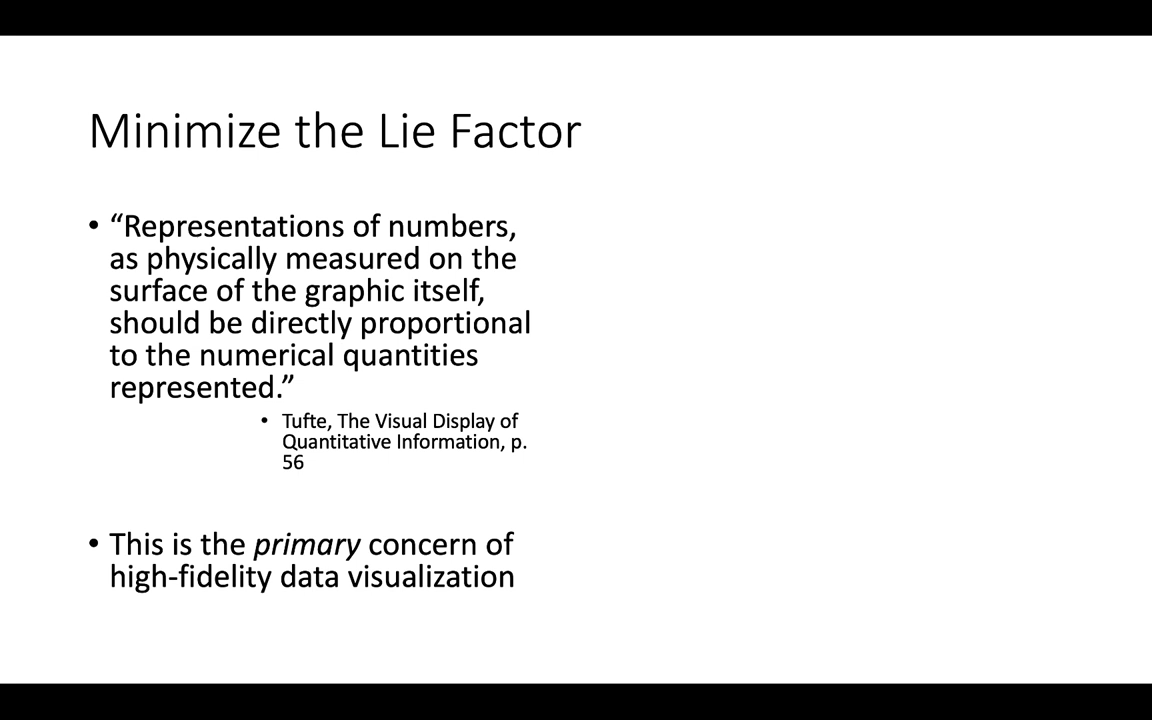 Minimize the Lie Factor
• “Representations of numbers,
as physically measured on the
surface of the graphic itself,
should be directly proportional
to the numerical quantities
represented.”
• Tufte, The Visual Display of
Quantitative Information, p.
56
• This is the primary concern of
high-fidelity data visualization